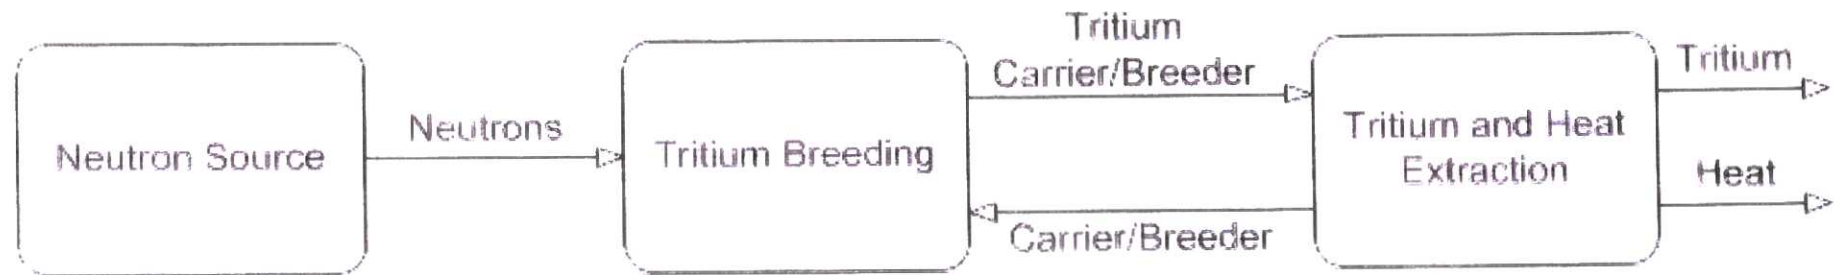 Neutron Source
Neutrons
Tritium Breeding
Tritium
Carrier/Breeder
Carrier/Breeder
Tritium and Heat
Extraction
Tritium
Heat